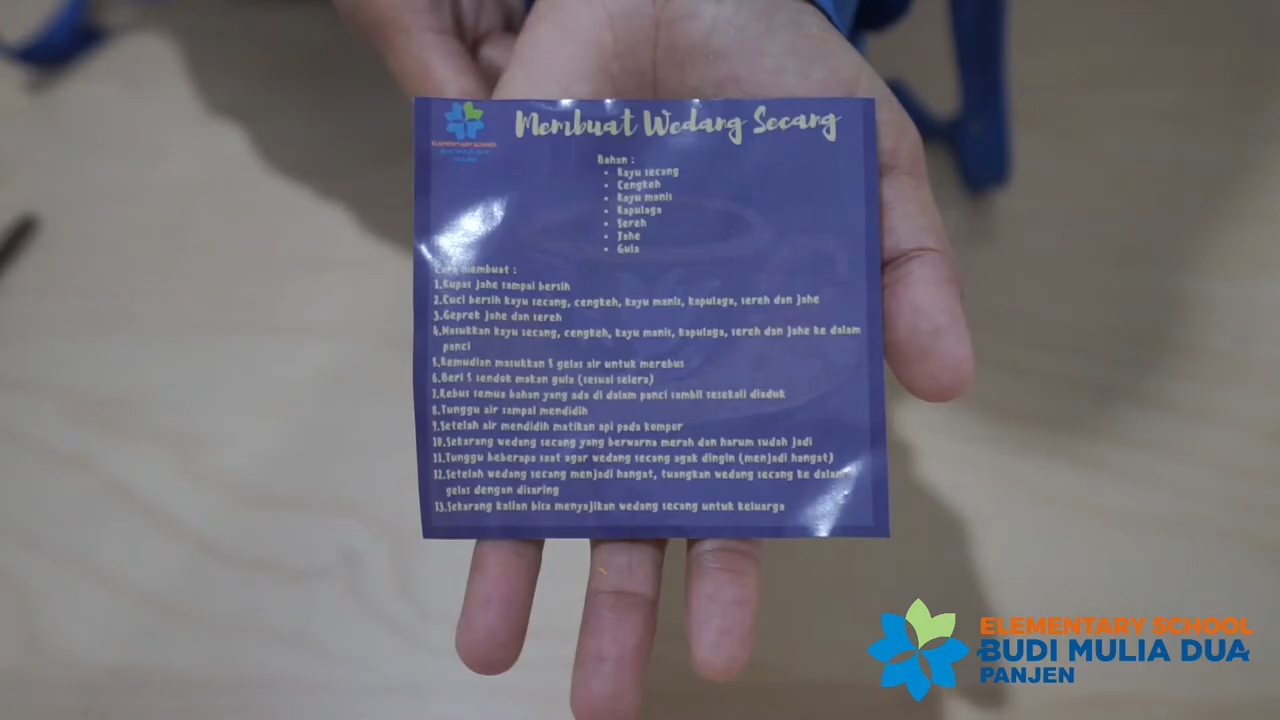 Membuat Wedang Secang
ELEMENTARY SCHOOL
BUDI MULIA DUA
PANJEN
Bahan :
• Kayu secang
• Cengkeh
• Kayu manis
• Kapulaga
• Sereh
• Jahe
• Gula
Cara membuat :
1.Kupas jahe sampai bersih
2.Cuci bersih kayu secang, cengkeh, kayu manis, kapulaga, sereh dan jahe
3.Geprek jahe dan sereh
4.Masukkan kayu secang, cengkeh, kayu manis, kapulaga, sereh dan jahe ke dalam
panci
5.Kemudian masukkan 5 gelas air untuk merebus
6.Beri 5 sendok makan gula (sesuai selera)
7.Rebus semua bahan yang ada di dalam panci sambil sesekali diaduk
8.Tunggu air sampai mendidih
9.Setelah air mendidih matikan api pada kompor
10.Sekarang wedang secang yang berwarna merah dan harum sudah jadi
11.Tunggu beberapa saat agar wedang secang agak dingin (menjadi hangat)
12.Setelah wedang secang menjadi hangat, tuangkan wedang secang ke dalam
gelas dengan disaring
13.Sekarang kalian bisa menyajikan wedang secang untuk keluarga
ELEMENTARY SCHOOL
BUDI MULIA DUA
PANJEN